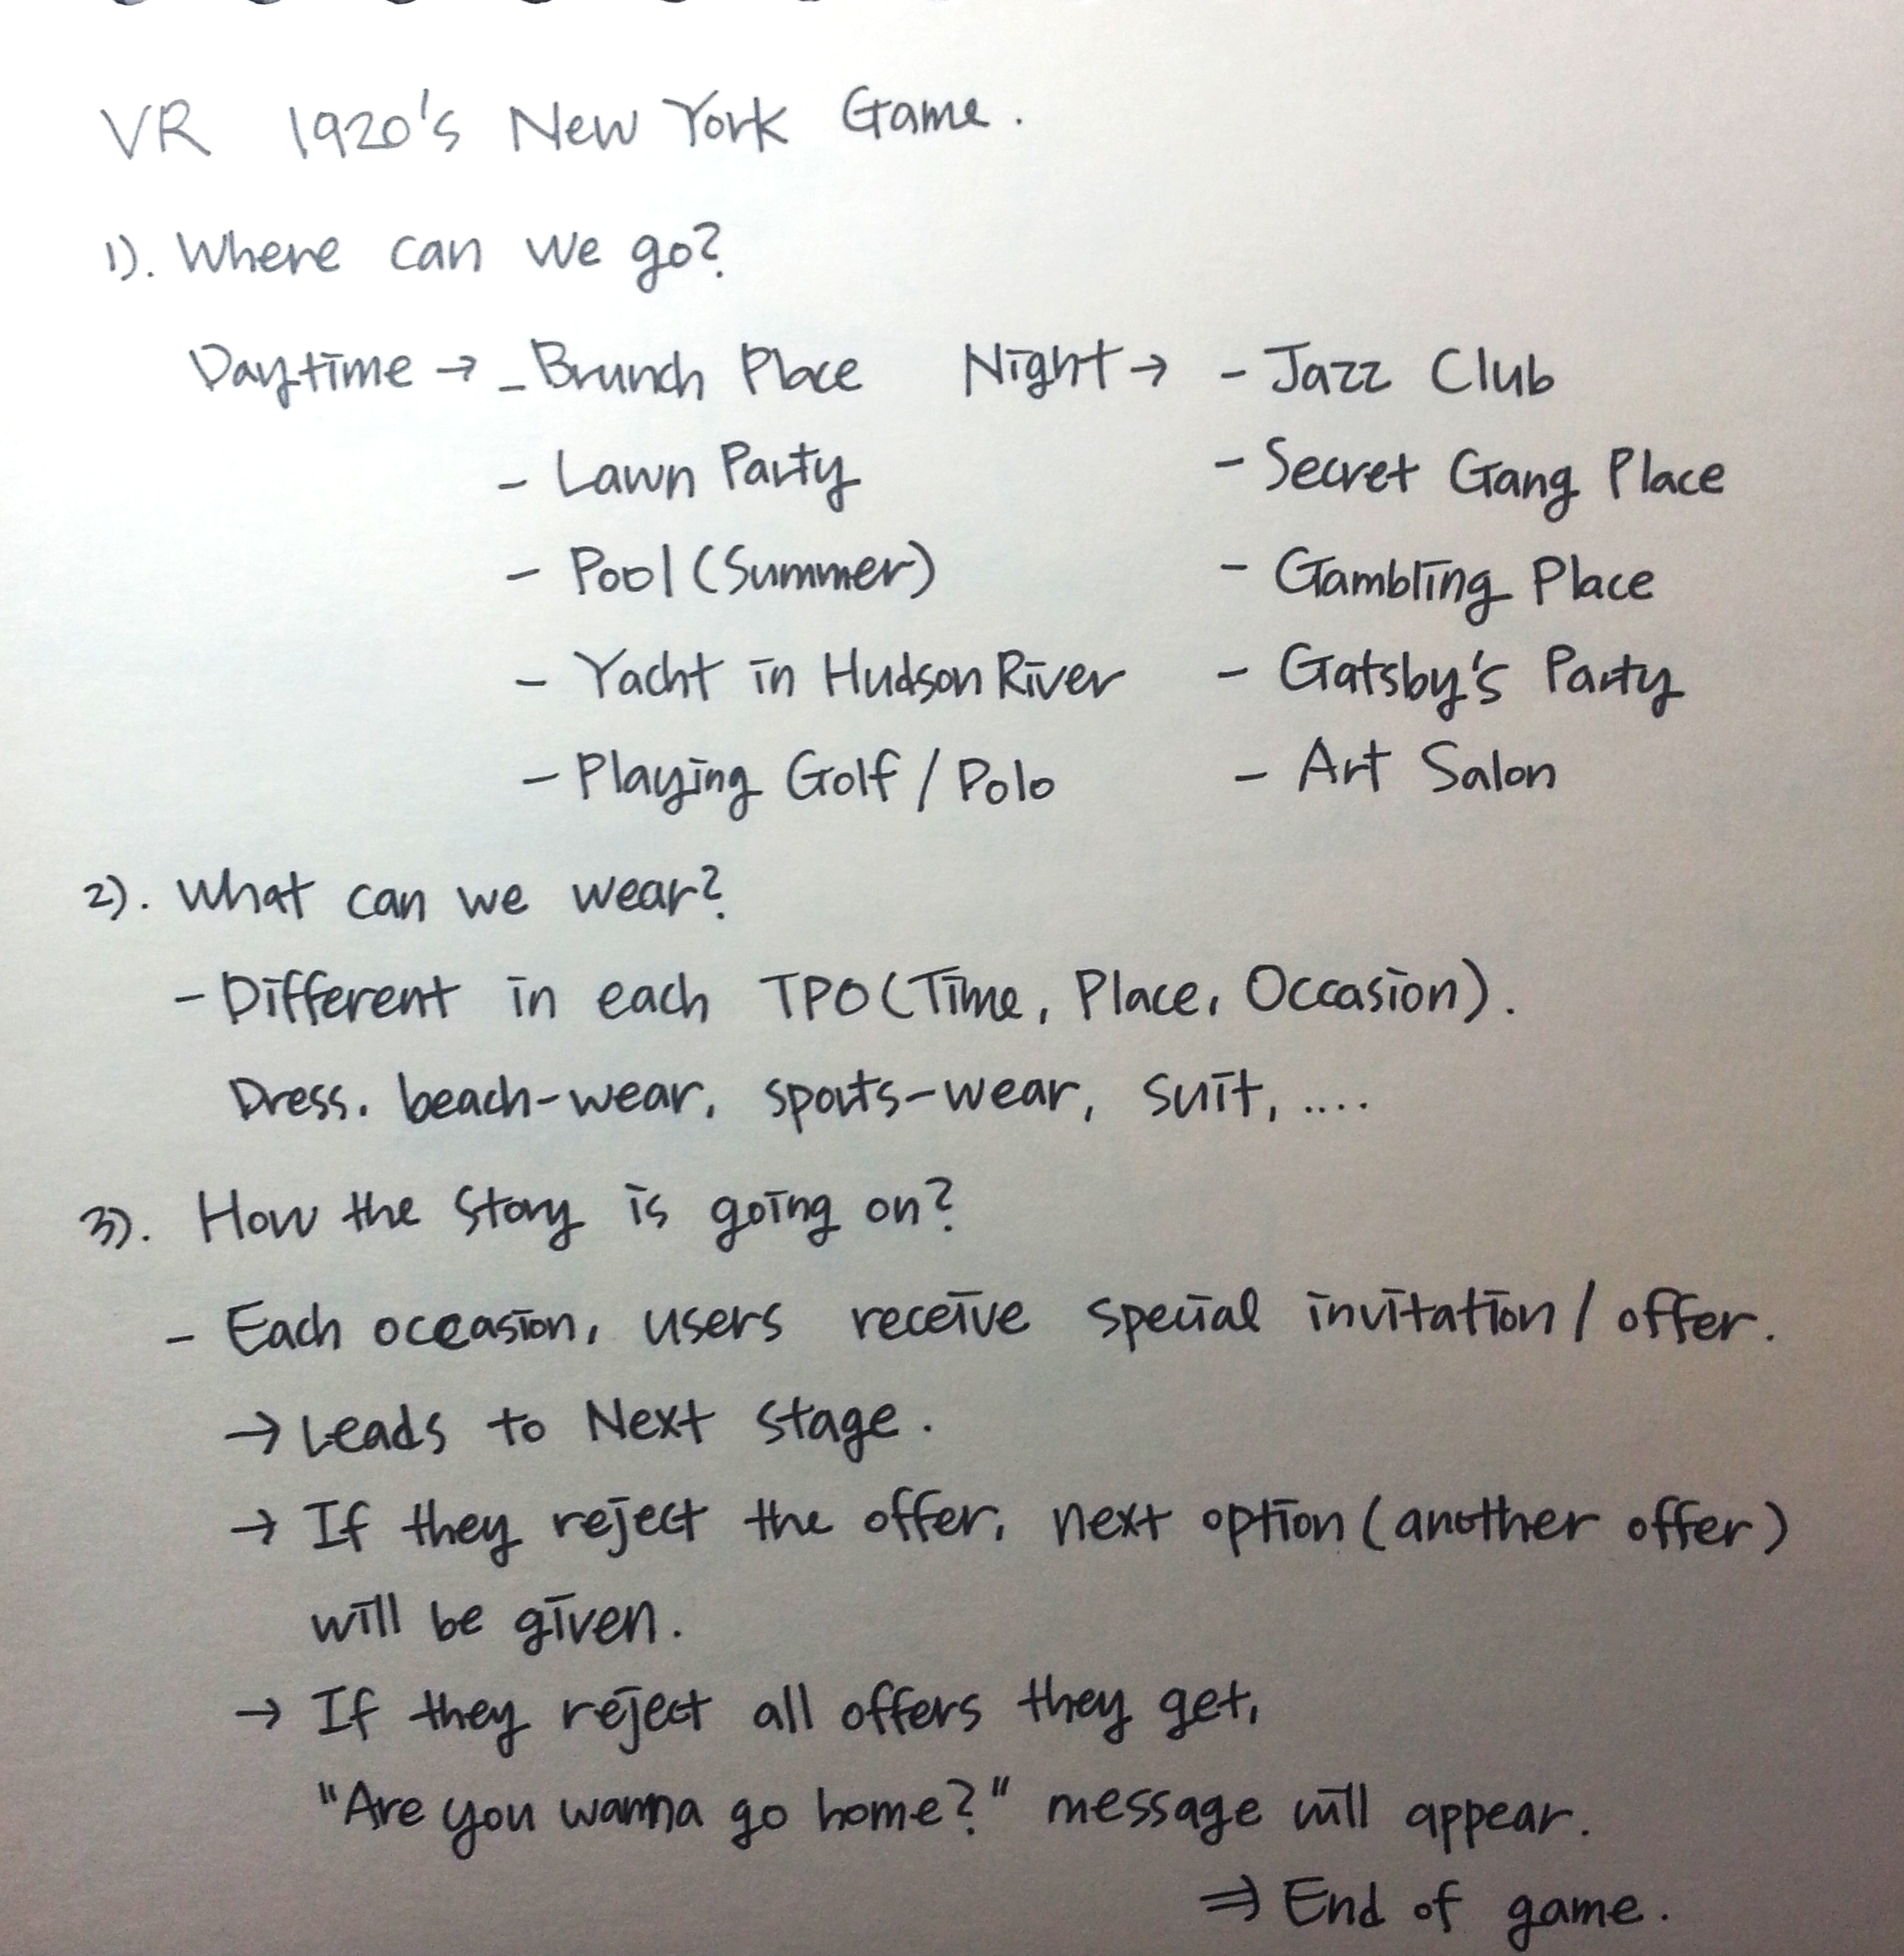 VR 1920's New York Game.
1). Where can we go?
Daytime → - Brunch Place Night → - Jazz Club
- Lawn Party - Secret Gang Place
- Pool (Summer) - Gambling Place
- Yacht in Hudson River - Gatsby's Party
- Playing Golf / Polo - Art Salon
2). What can we wear?
- Different in each TPO (Time, Place, Occasion).
Dress, beach-wear, sports-wear, suit, ....
3). How the story is going on?
- Each occasion, users receive special invitation / offer.
→ Leads to Next stage.
→ If they reject the offer, next option (another offer)
will be given.
→ If they reject all offers they get,
"Are you wanna go home?" message will appear.
⇒ End of game.